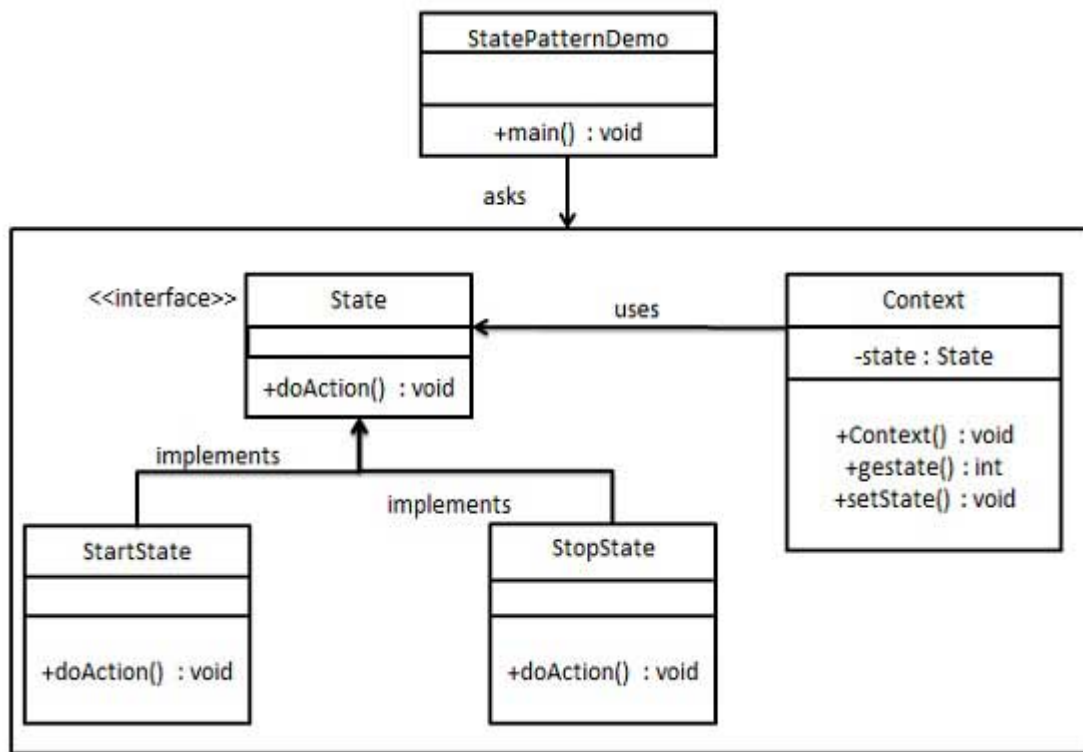 StatePatternDemo
+main() : void
asks
<<interface>>
State
+doAction() : void
uses
Context
-state : State
+Context() : void
+gestate() : int
+setState() : void
implements
implements
StartState
+doAction() : void
StopState
+doAction() : void